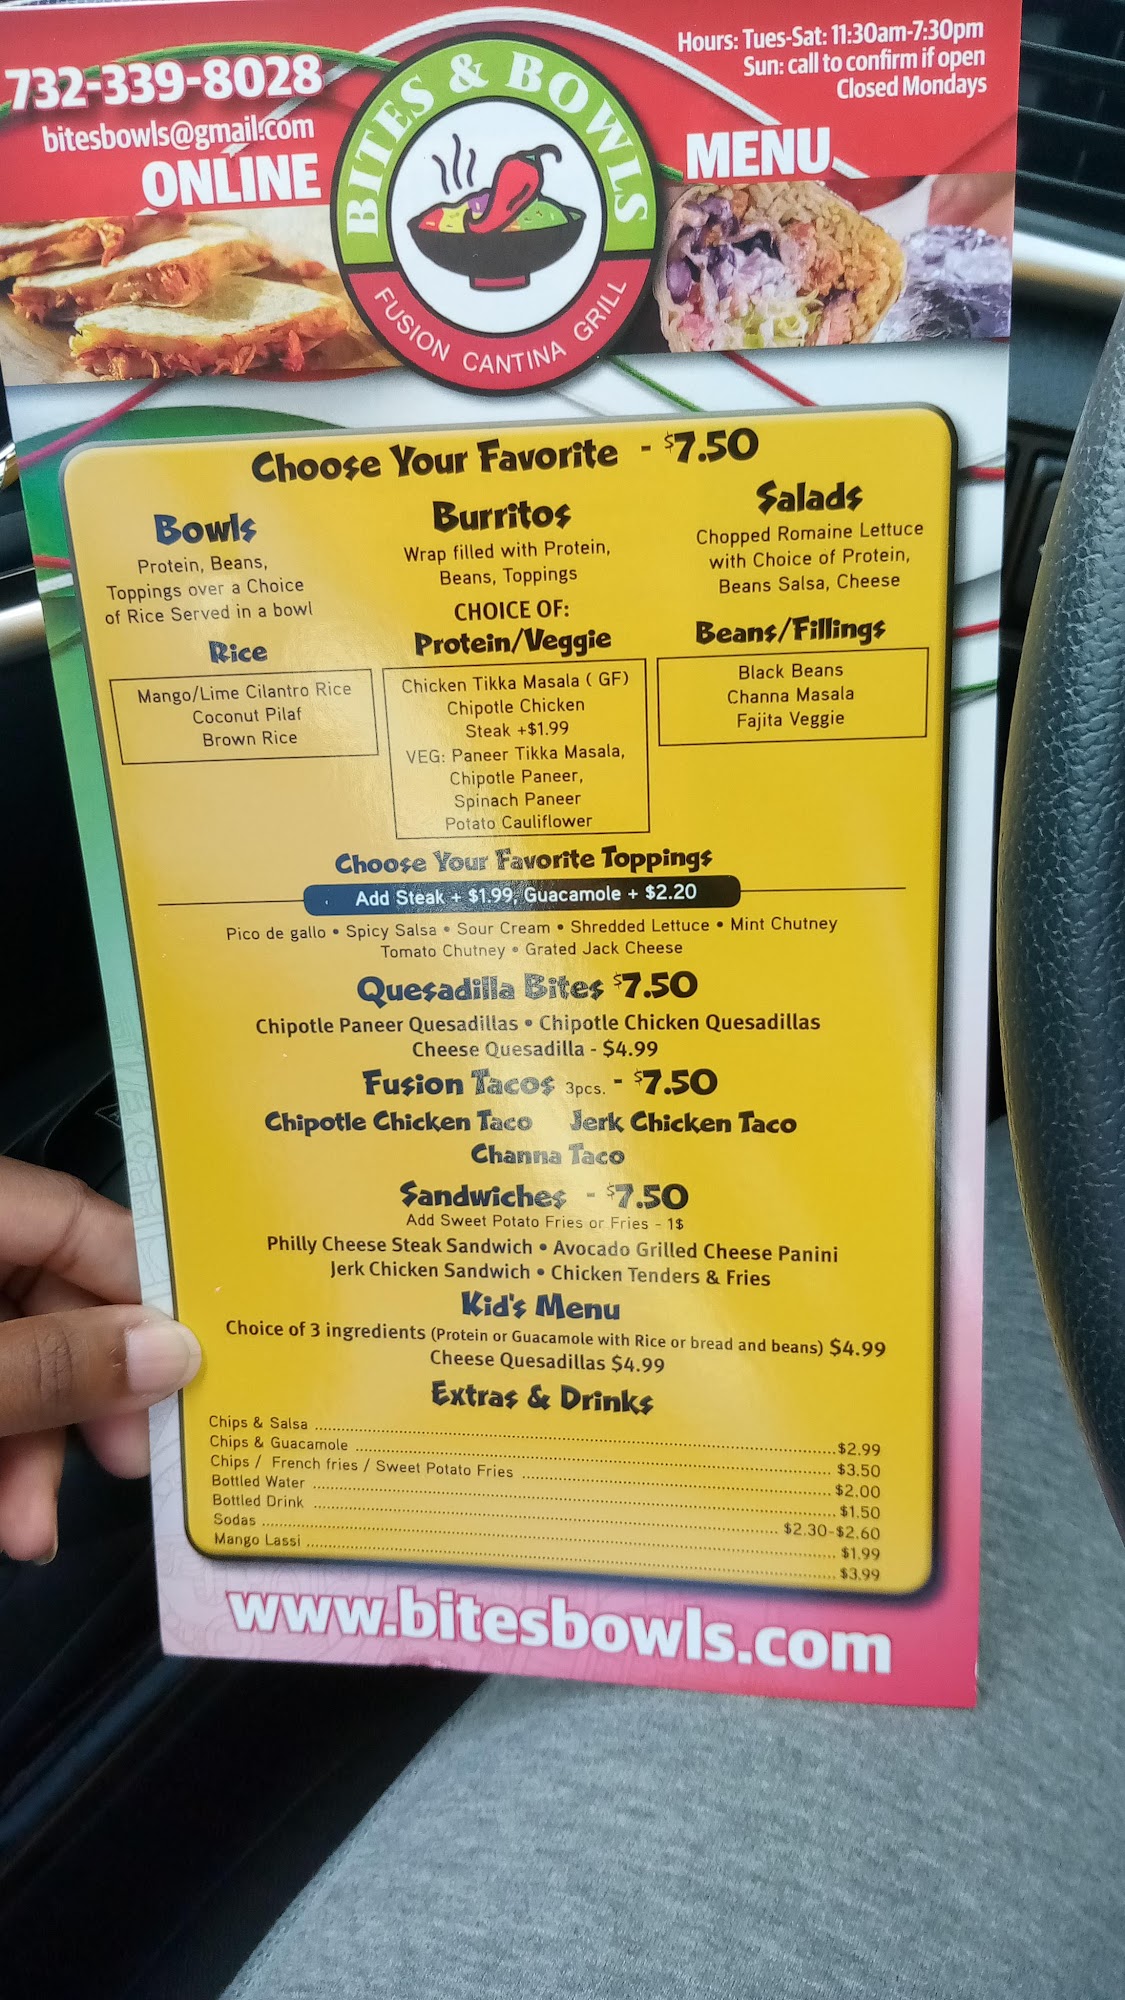 732-339-8028
bitesbowls@gmail.com
ONLINE
BITES & BOWLS
FUSION CANTINA GRILL
Hours: Tues-Sat: 11:30am-7:30pm
Sun: call to confirm if open
Closed Mondays
MENU
Choose Your Favorite - $7.50
Bowls
Protein, Beans,
Toppings over a Choice
of Rice Served in a bowl
Rice
Mango/Lime Cilantro Rice
Coconut Pilaf
Brown Rice
Burritos
Wrap filled with Protein,
Beans, Toppings
CHOICE OF:
Protein/Veggie
Chicken Tikka Masala ( GF)
Chipotle Chicken
Steak +$1.99
VEG: Paneer Tikka Masala,
Chipotle Paneer,
Spinach Paneer
Potato Cauliflower
Salads
Chopped Romaine Lettuce
with Choice of Protein,
Beans Salsa, Cheese
Beans/Fillings
Black Beans
Channa Masala
Fajita Veggie
Choose Your Favorite Toppings
Add Steak + $1.99, Guacamole + $2.20
Pico de gallo • Spicy Salsa • Sour Cream • Shredded Lettuce • Mint Chutney
Tomato Chutney • Grated Jack Cheese
Quesadilla Bites $7.50
Chipotle Paneer Quesadillas • Chipotle Chicken Quesadillas
Cheese Quesadilla - $4.99
Fusion Tacos 3pcs. - $7.50
Chipotle Chicken Taco Jerk Chicken Taco
Channa Taco
Sandwiches - $7.50
Add Sweet Potato Fries or Fries - 1$
Philly Cheese Steak Sandwich • Avocado Grilled Cheese Panini
Jerk Chicken Sandwich • Chicken Tenders & Fries
Kid's Menu
Choice of 3 ingredients (Protein or Guacamole with Rice or bread and beans) $4.99
Cheese Quesadillas $4.99
Extras & Drinks
Chips & Salsa $2.99
Chips & Guacamole $3.50
Chips / French fries / Sweet Potato Fries $2.00
Bottled Water $1.50
Bottled Drink $2.30-$2.60
Sodas $1.99
Mango Lassi $3.99
www.bitesbowls.com